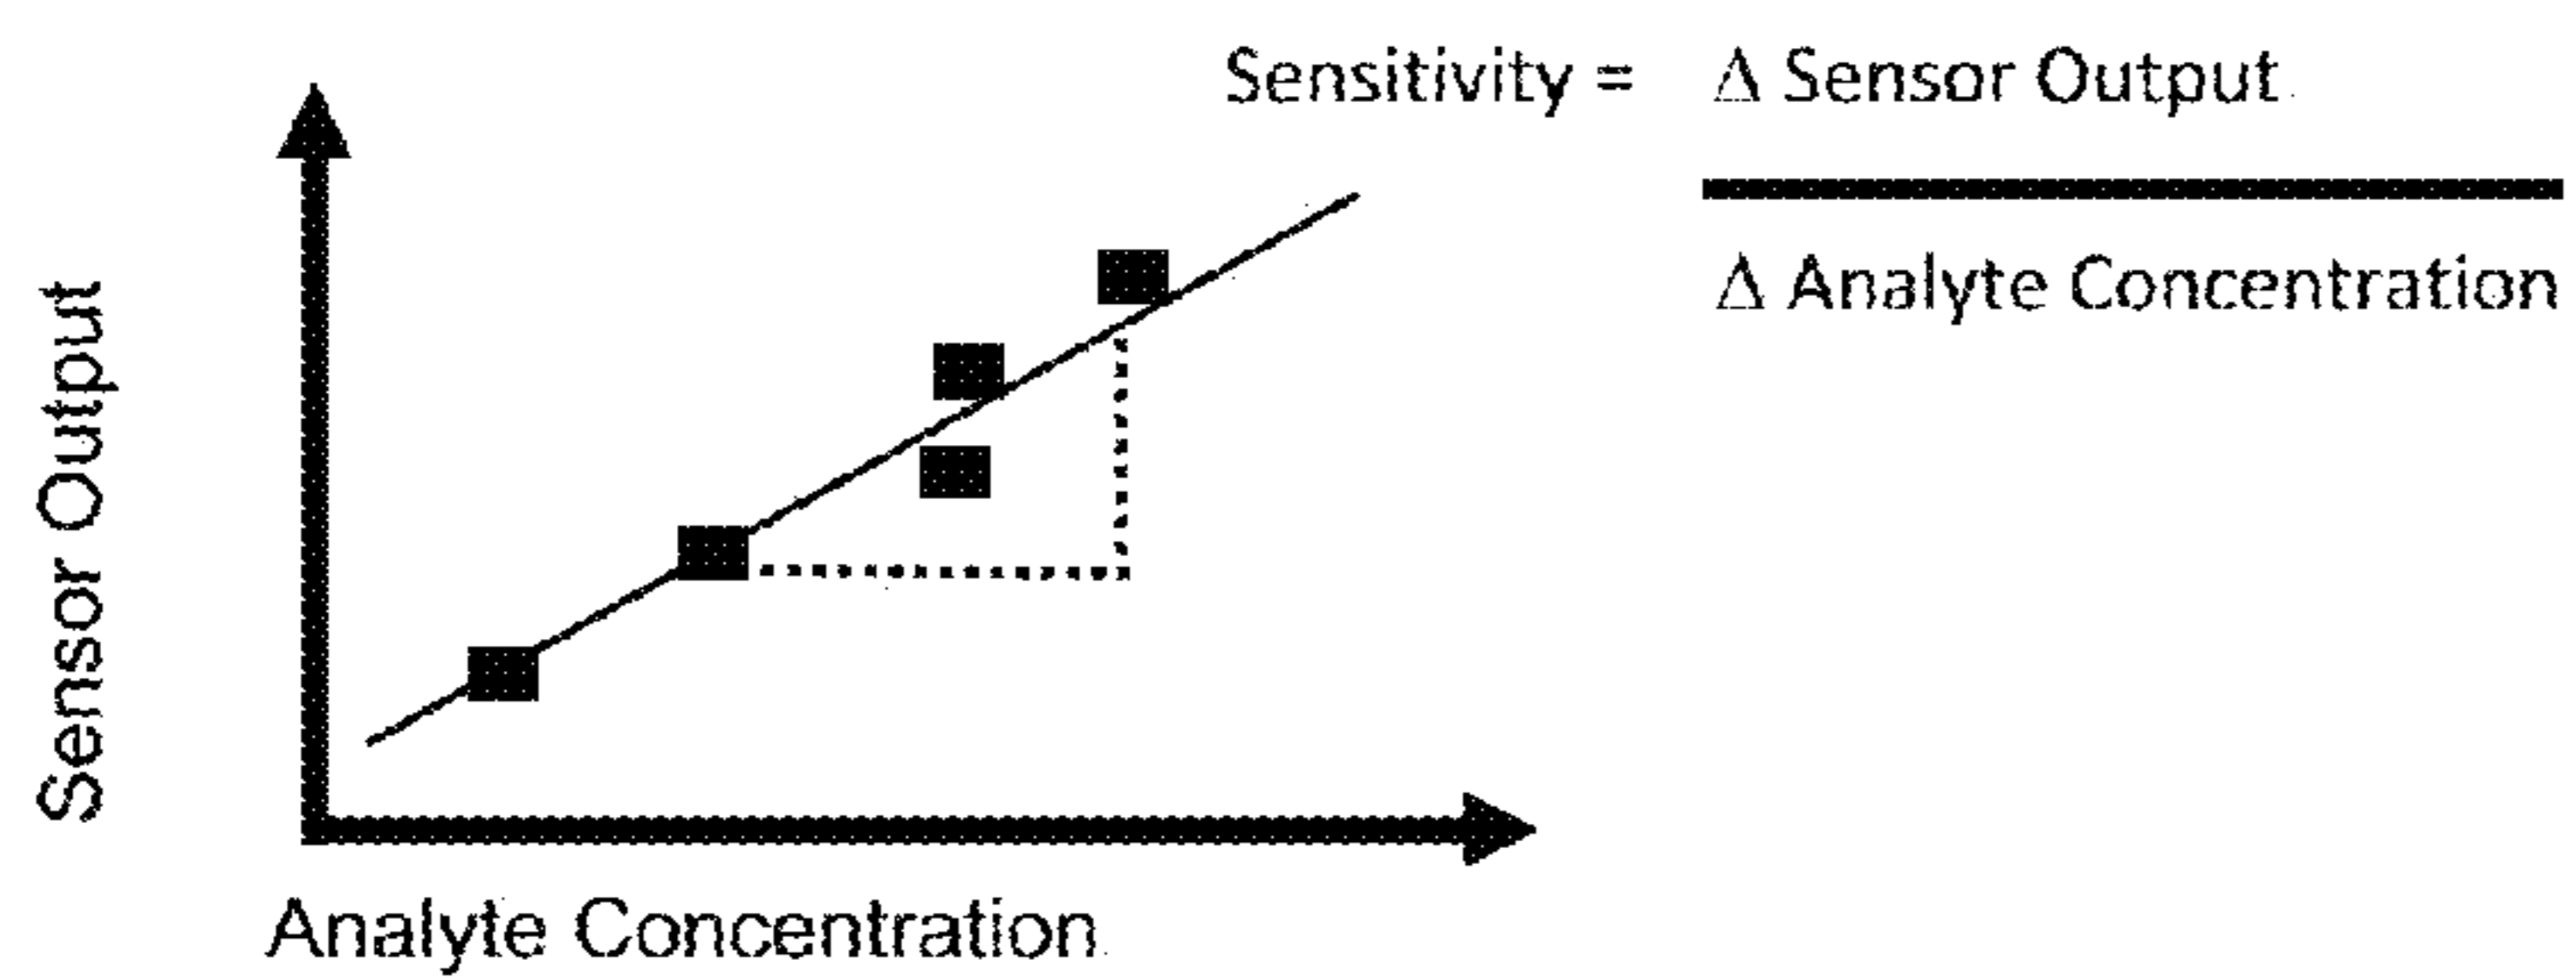 Sensitivity = Δ Sensor Output
Δ Analyte Concentration
Sensor Output
Analyte Concentration